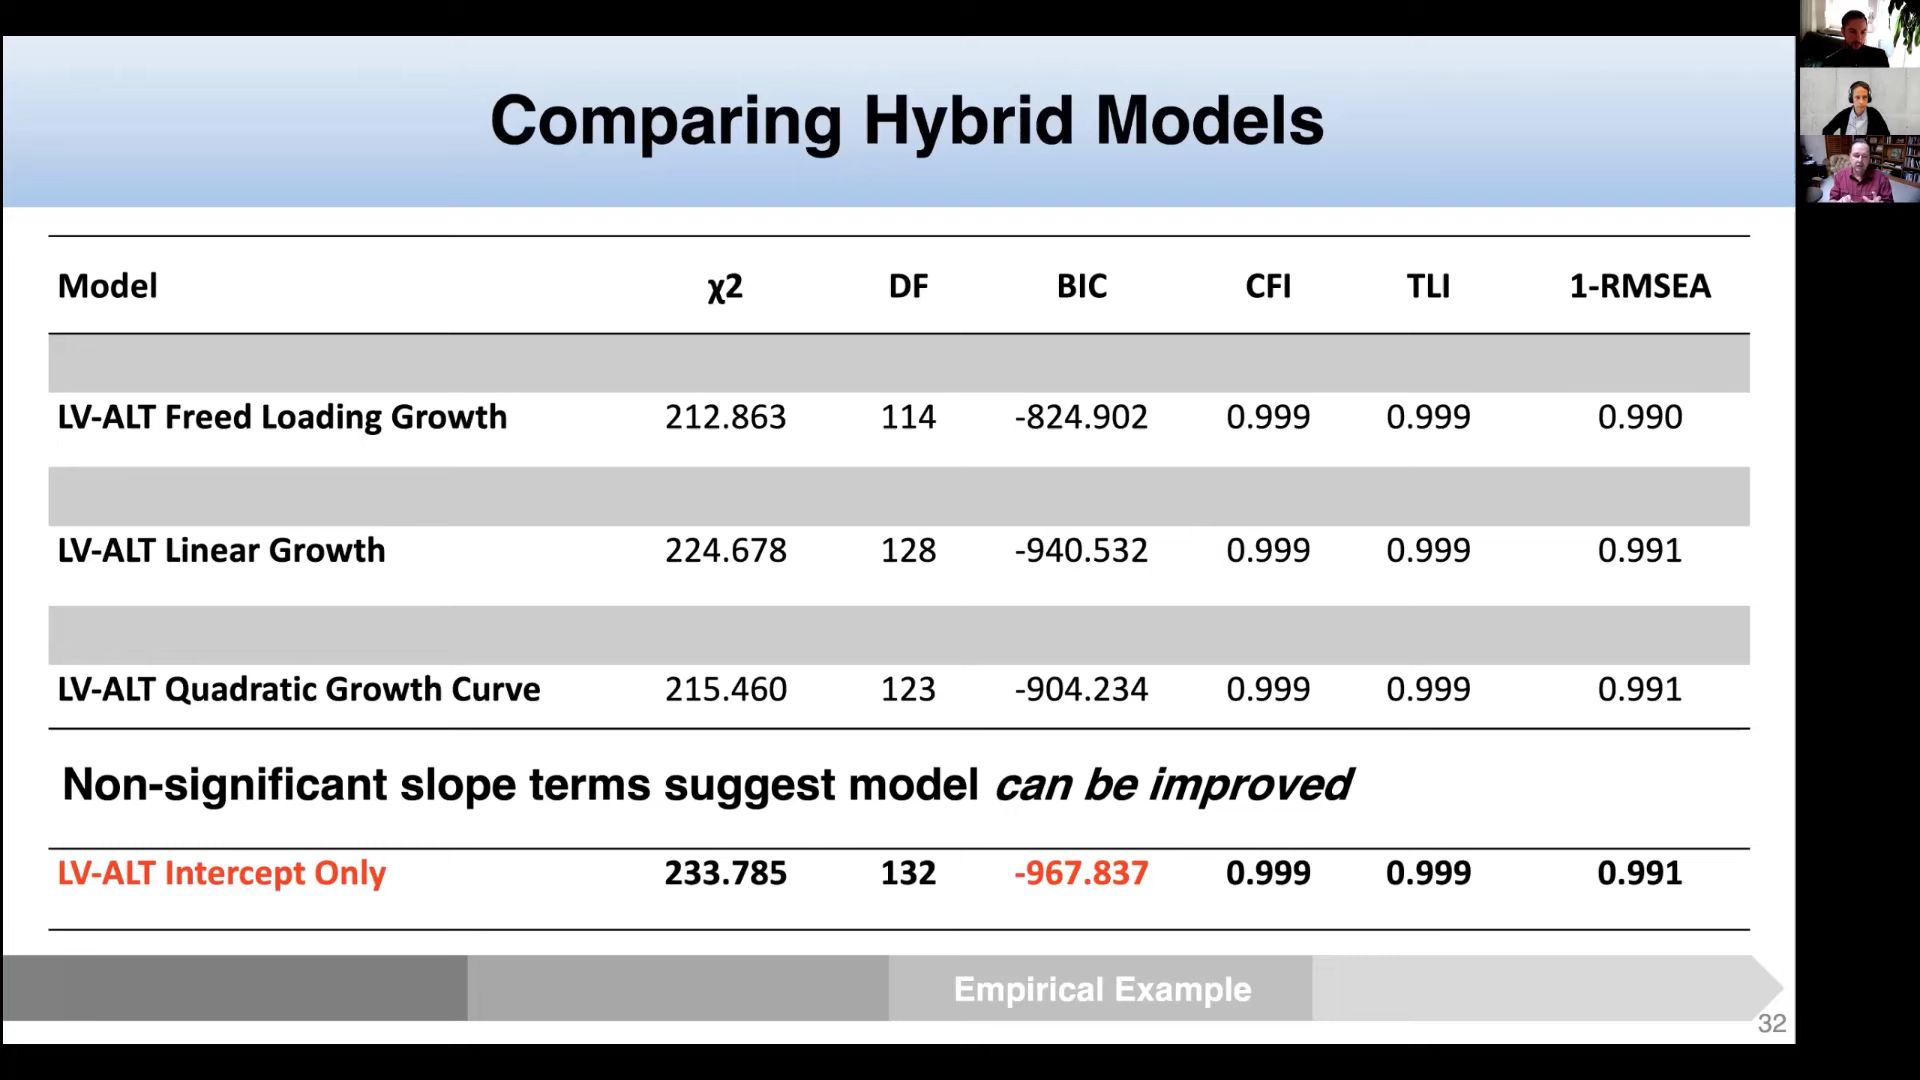 Comparing Hybrid Models
Model χ2 DF BIC CFI TLI 1-RMSEA
LV-ALT Freed Loading Growth 212.863 114 -824.902 0.999 0.999 0.990
LV-ALT Linear Growth 224.678 128 -940.532 0.999 0.999 0.991
LV-ALT Quadratic Growth Curve 215.460 123 -904.234 0.999 0.999 0.991
Non-significant slope terms suggest model can be improved
LV-ALT Intercept Only 233.785 132 -967.837 0.999 0.999 0.991
Empirical Example
32